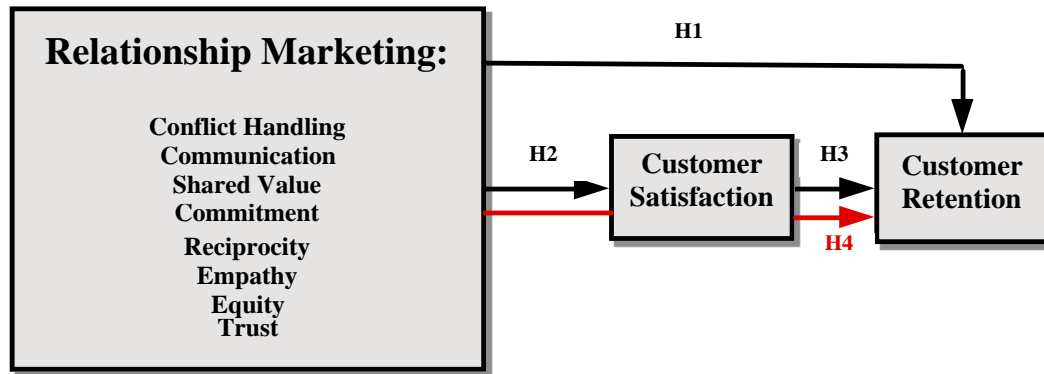 Relationship Marketing:
Conflict Handling
Communication
Shared Value
Commitment
Reciprocity
Empathy
Equity
Trust
H1
H2
Customer
Satisfaction
H3
H4
Customer
Retention